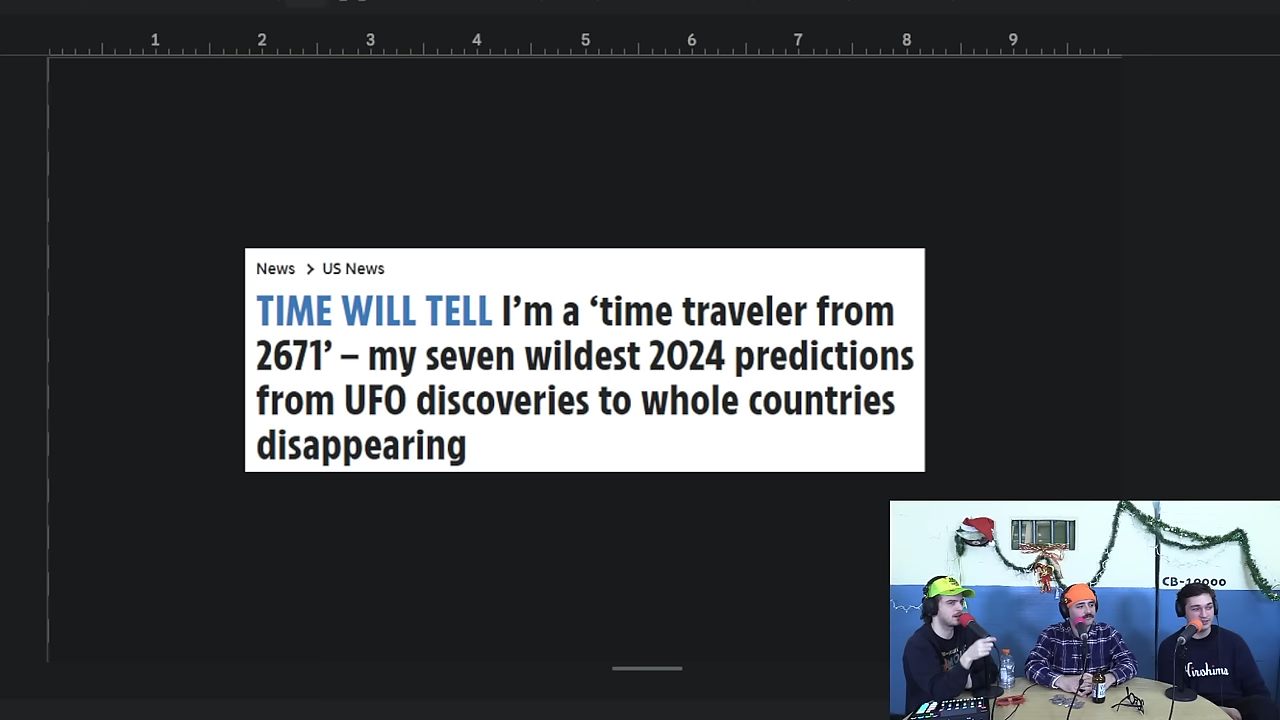 1 2 3 4 5 6 7 8 9
News > US News
TIME WILL TELL I’m a ‘time traveler from
2671’ – my seven wildest 2024 predictions
from UFO discoveries to whole countries
disappearing
CB-10000
Hirohims